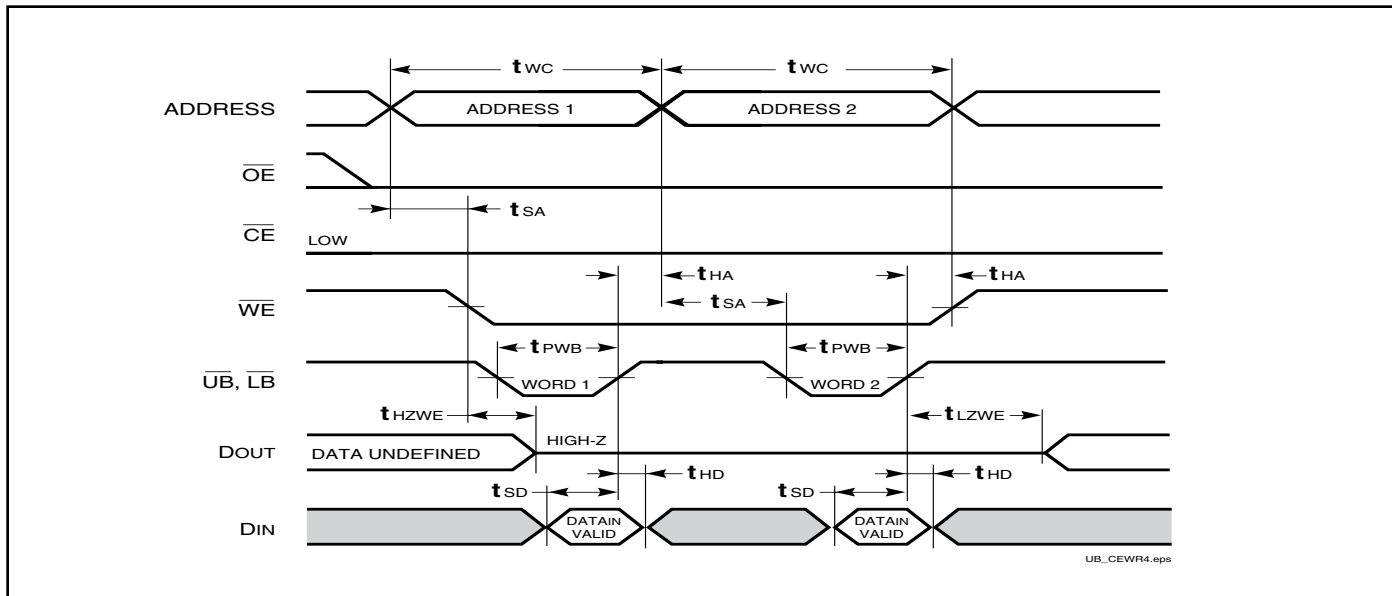 tWC tWC
ADDRESS ADDRESS 1 ADDRESS 2
OE
tSA
CE LOW
tHA tHA
tSA
WE
tPWB tPWB
UB, LB WORD 1 WORD 2
tHZWE tLZWE
DOUT DATA UNDEFINED HIGH-Z
tHD tHD
tSD tSD
DIN DATAIN VALID DATAIN VALID
UB_CEWR4.eps